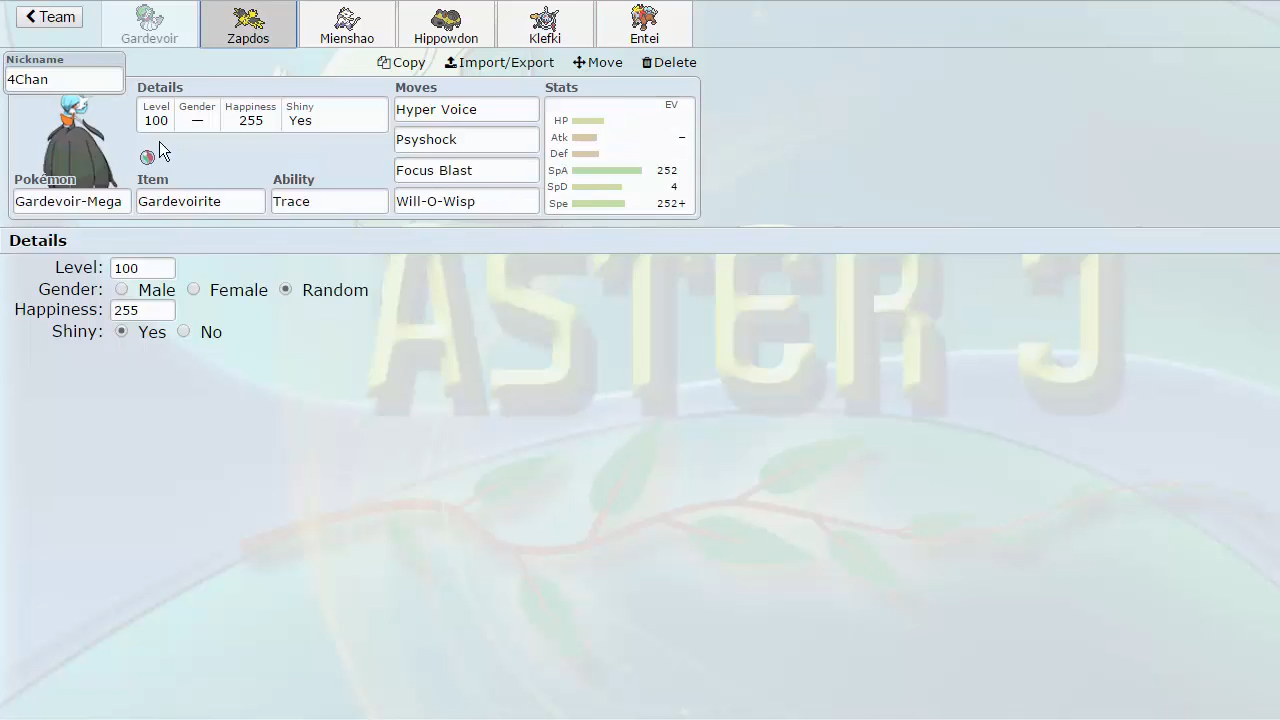 Team
Gardevoir
Zapdos
Mienshao
Hippowdon
Klefki
Entei
Copy
Import/Export
Move
Delete
Nickname
4Chan
Details
Level
100
Gender
—
Happiness
255
Shiny
Yes
Pokémon
Gardevoir-Mega
Item
Gardevoirite
Ability
Trace
Moves
Hyper Voice
Psyshock
Focus Blast
Will-O-Wisp
Stats
EV
HP
Atk –
Def
SpA 252
SpD 4
Spe 252+
Details
Level: 100
Gender: Male Female Random
Happiness: 255
Shiny: Yes No
ASTER J